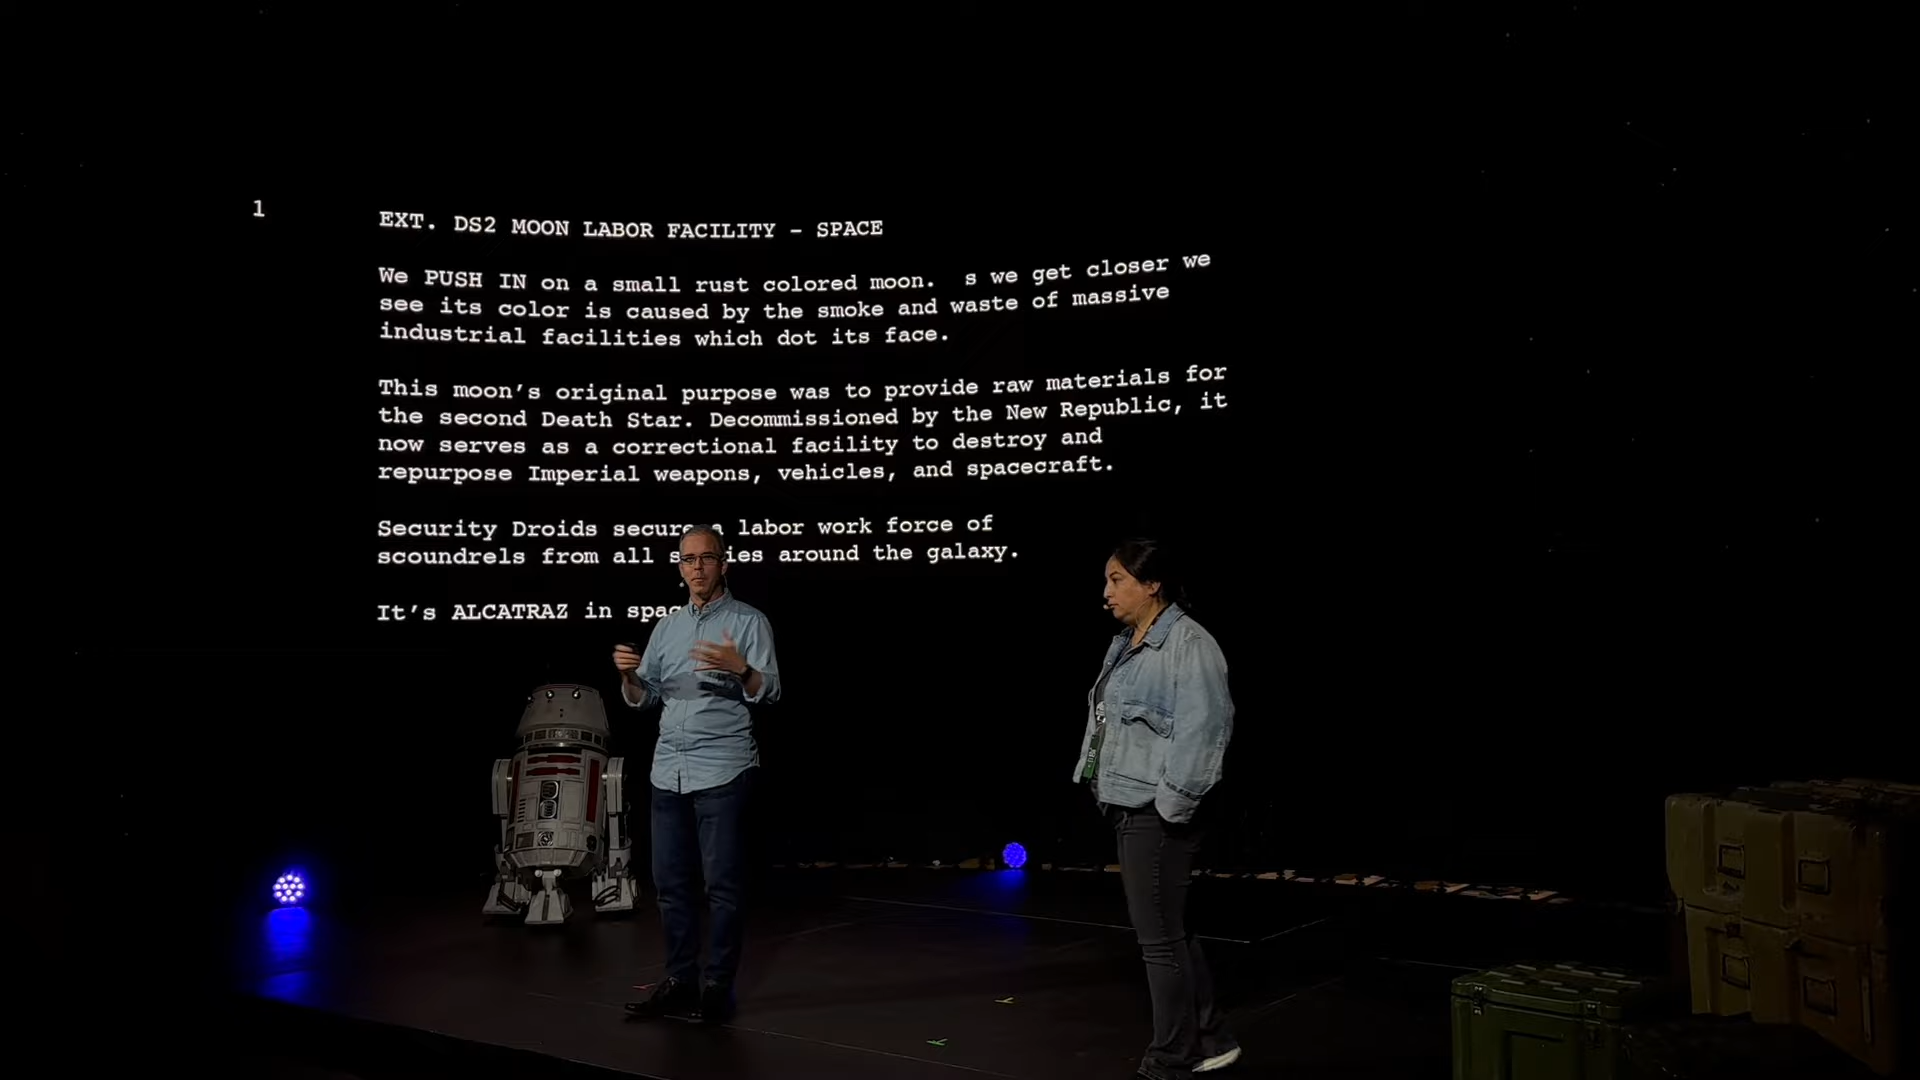 1
EXT. DS2 MOON LABOR FACILITY – SPACE
We PUSH IN on a small rust colored moon. s we get closer we
see its color is caused by the smoke and waste of massive
industrial facilities which dot its face.
This moon's original purpose was to provide raw materials for
the second Death Star. Decommissioned by the New Republic, it
now serves as a correctional facility to destroy and
repurpose Imperial weapons, vehicles, and spacecraft.
Security Droids secure a labor work force of
scoundrels from all around the galaxy.
It's ALCATRAZ in